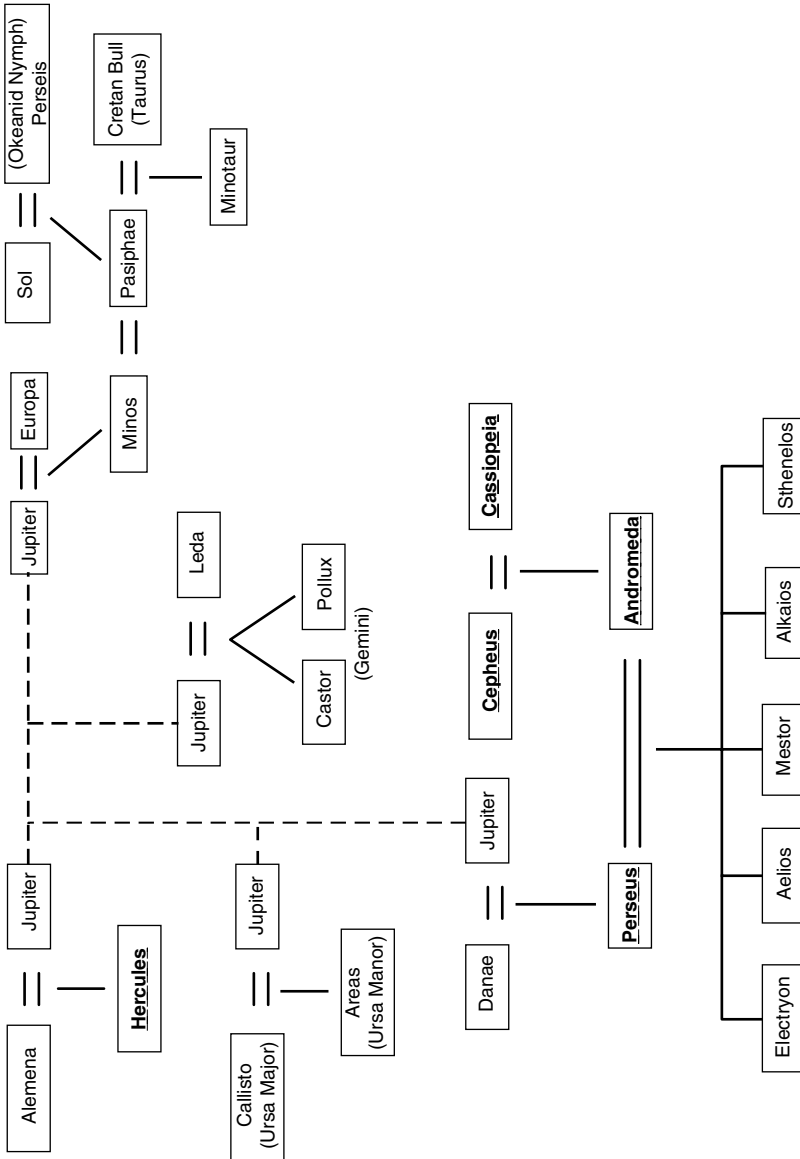 Alemena
Jupiter
Jupiter
Europa
Sol
(Okeanid Nymph)
Perseis
Hercules
Minos
Pasiphae
Cretan Bull
(Taurus)
Jupiter
Leda
Minotaur
Callisto
(Ursa Major)
Jupiter
Castor
Pollux
(Gemini)
Areas
(Ursa Manor)
Danae
Jupiter
Cepheus
Cassiopeia
Perseus
Andromeda
Electryon
Aelios
Mestor
Alkaios
Sthenelos